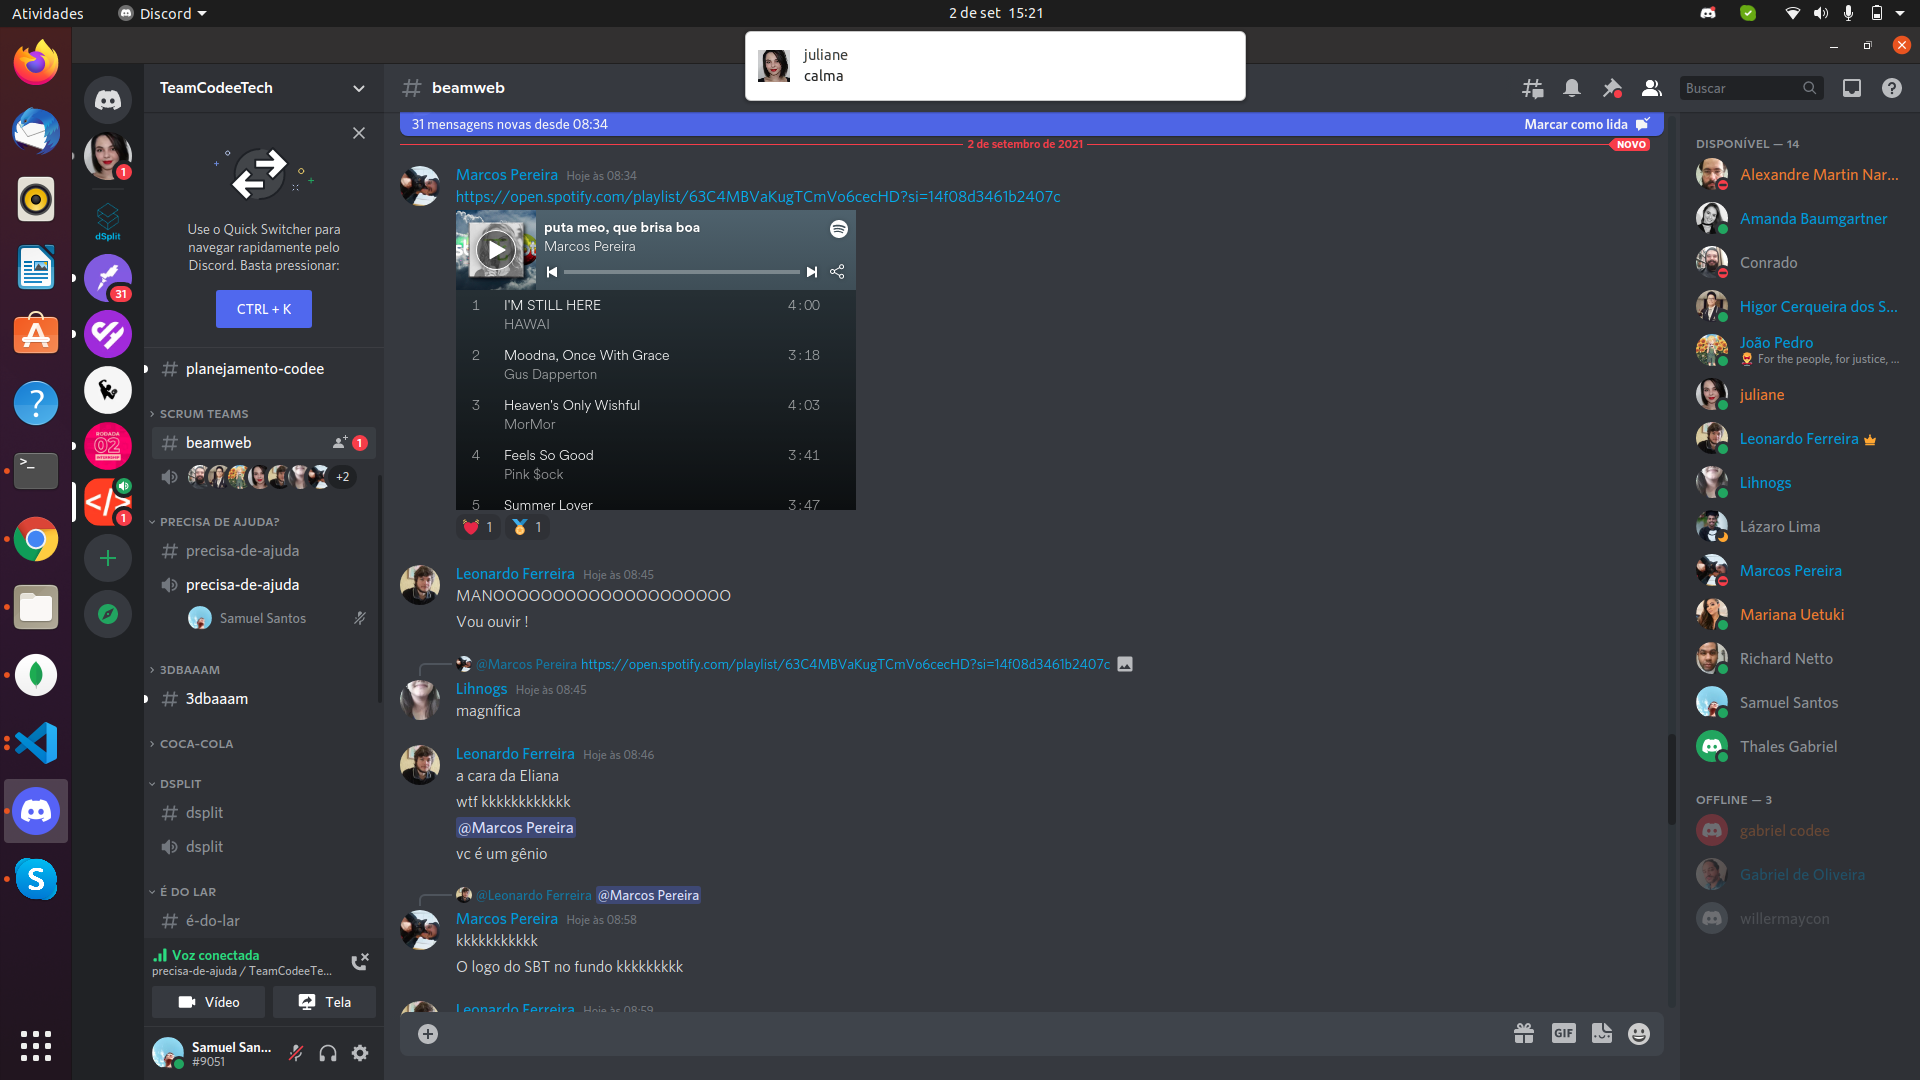 Atividades
Discord
2 de set 15:21
juliane
calma
TeamCodeeTech
beamweb
Buscar
1
dSplit
31
RODADA
02
1
Use o Quick Switcher para
navegar rapidamente pelo
Discord. Basta pressionar:
CTRL + K
planejamento-codee
SCRUM TEAMS
beamweb
1
+2
PRECISA DE AJUDA?
precisa-de-ajuda
precisa-de-ajuda
Samuel Santos
3DBAAAM
3dbaaam
COCA-COLA
DSPLIT
dsplit
dsplit
É DO LAR
é-do-lar
Voz conectada
precisa-de-ajuda / TeamCodeeTe...
Vídeo
Tela
Samuel San...
#9051
31 mensagens novas desde 08:34
Marcar como lida
2 de setembro de 2021
NOVO
Marcos Pereira Hoje às 08:34
https://open.spotify.com/playlist/63C4MBVaKugTCmVo6cecHD?si=14f08d3461b2407c
puta meo, que brisa boa
Marcos Pereira
1 I'M STILL HERE 4:00
HAWAI
2 Moodna, Once With Grace 3:18
Gus Dapperton
3 Heaven's Only Wishful 4:03
MorMor
4 Feels So Good 3:41
Pink $ock
5 Summer Lover 3:47
1
1
Leonardo Ferreira Hoje às 08:45
MANOOOOOOOOOOOOOOOOOOOO
Vou ouvir !
@Marcos Pereira https://open.spotify.com/playlist/63C4MBVaKugTCmVo6cecHD?si=14f08d3461b2407c
Lihnogs Hoje às 08:45
magnífica
Leonardo Ferreira Hoje às 08:46
a cara da Eliana
wtf kkkkkkkkkkkk
@Marcos Pereira
vc é um gênio
@Leonardo Ferreira @Marcos Pereira
Marcos Pereira Hoje às 08:58
kkkkkkkkkkk
O logo do SBT no fundo kkkkkkkkk
Leonardo Ferreira Hoje às 08:59
GIF
DISPONÍVEL — 14
Alexandre Martin Nar...
Amanda Baumgartner
Conrado
Higor Cerqueira dos S...
João Pedro
For the people, for justice, ...
juliane
Leonardo Ferreira
Lihnogs
Lázaro Lima
Marcos Pereira
Mariana Uetuki
Richard Netto
Samuel Santos
Thales Gabriel
OFFLINE — 3
gabriel codee
Gabriel de Oliveira
willermaycon